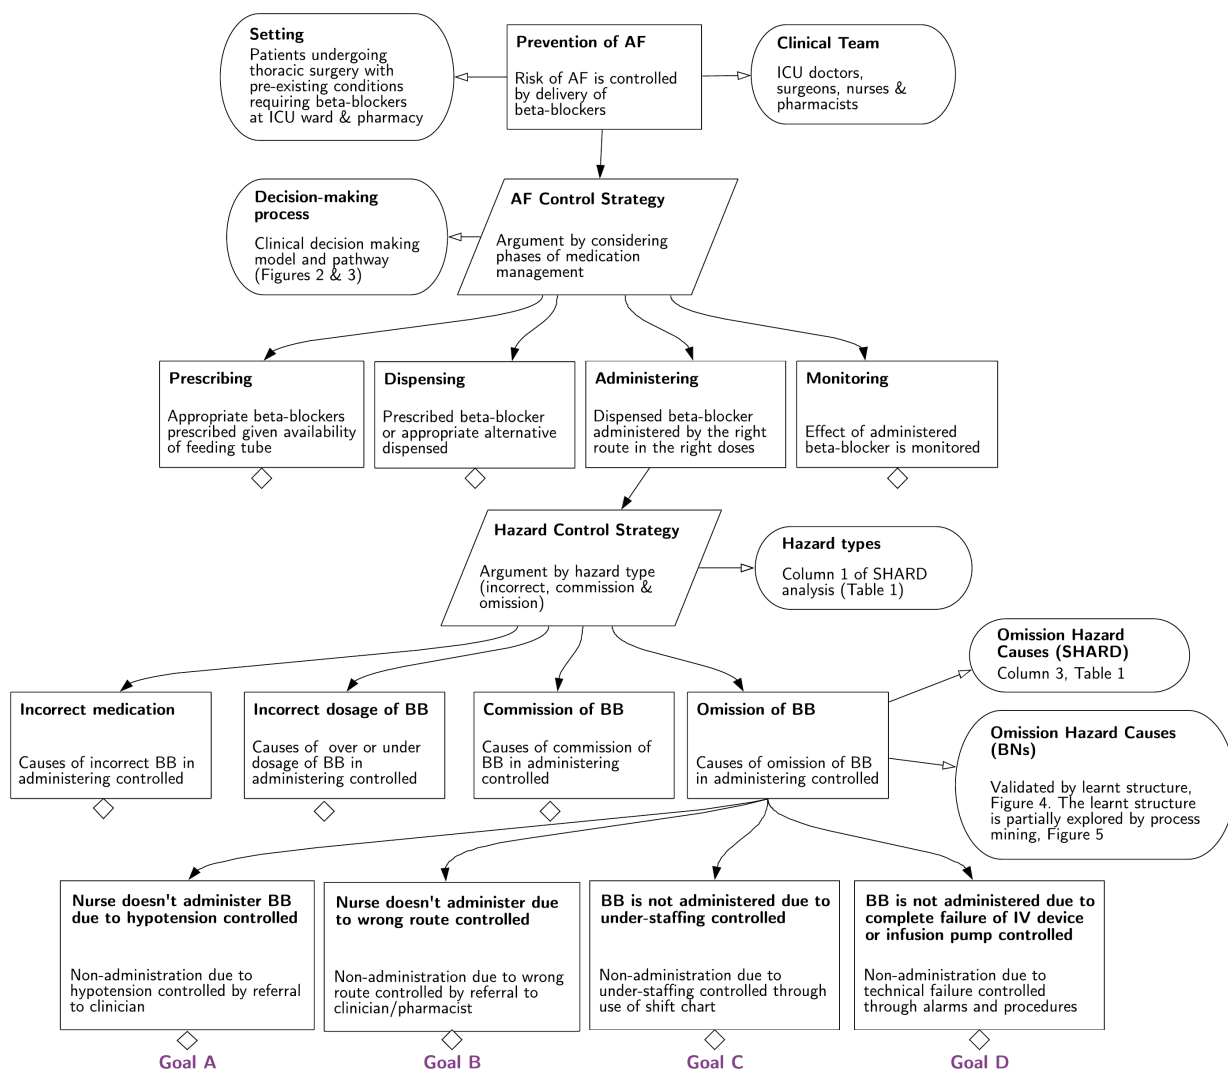 Setting
Patients undergoing
thoracic surgery with
pre-existing conditions
requiring beta-blockers
at ICU ward & pharmacy
Prevention of AF
Risk of AF is controlled
by delivery of
beta-blockers
Clinical Team
ICU doctors,
surgeons, nurses &
pharmacists
Decision-making
process
Clinical decision making
model and pathway
(Figures 2 & 3)
AF Control Strategy
Argument by considering
phases of medication
management
Prescribing
Appropriate beta-blockers
prescribed given availability
of feeding tube
Dispensing
Prescribed beta-blocker
or appropriate alternative
dispensed
Administering
Dispensed beta-blocker
administered by the right
route in the right doses
Monitoring
Effect of administered
beta-blocker is monitored
Hazard Control Strategy
Argument by hazard type
(incorrect, commission &
omission)
Hazard types
Column 1 of SHARD
analysis (Table 1)
Omission Hazard
Causes (SHARD)
Column 3, Table 1
Incorrect medication
Causes of incorrect BB in
administering controlled
Incorrect dosage of BB
Causes of over or under
dosage of BB in
administering controlled
Commission of BB
Causes of commission of
BB in administering
controlled
Omission of BB
Causes of omission of BB
in administering controlled
Omission Hazard Causes
(BNs)
Validated by learnt structure,
Figure 4. The learnt structure
is partially explored by process
mining, Figure 5
Nurse doesn't administer BB
due to hypotension controlled
Non-administration due to
hypotension controlled by referral
to clinician
Goal A
Nurse doesn't administer due
to wrong route controlled
Non-administration due to wrong
route controlled by referral to
clinician/pharmacist
Goal B
BB is not administered due to
under-staffing controlled
Non-administration due to
under-staffing controlled through
use of shift chart
Goal C
BB is not administered due to
complete failure of IV device
or infusion pump controlled
Non-administration due to
technical failure controlled
through alarms and procedures
Goal D